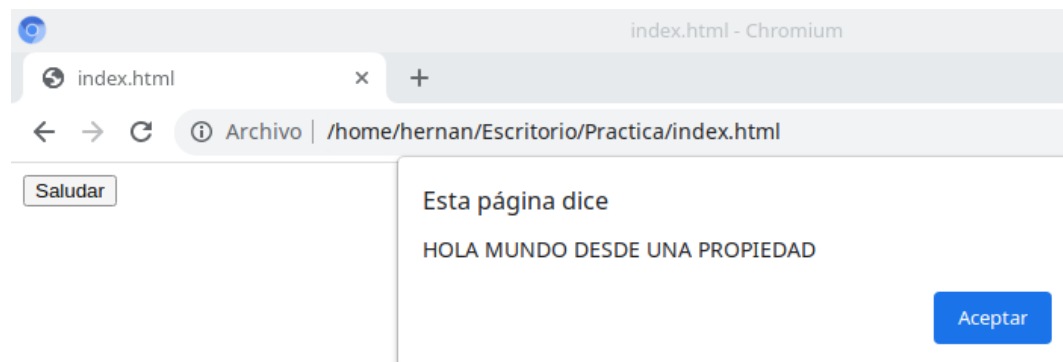 index.html - Chromium
index.html
Archivo /home/hernan/Escritorio/Practica/index.html
Saludar
Esta página dice
HOLA MUNDO DESDE UNA PROPIEDAD
Aceptar